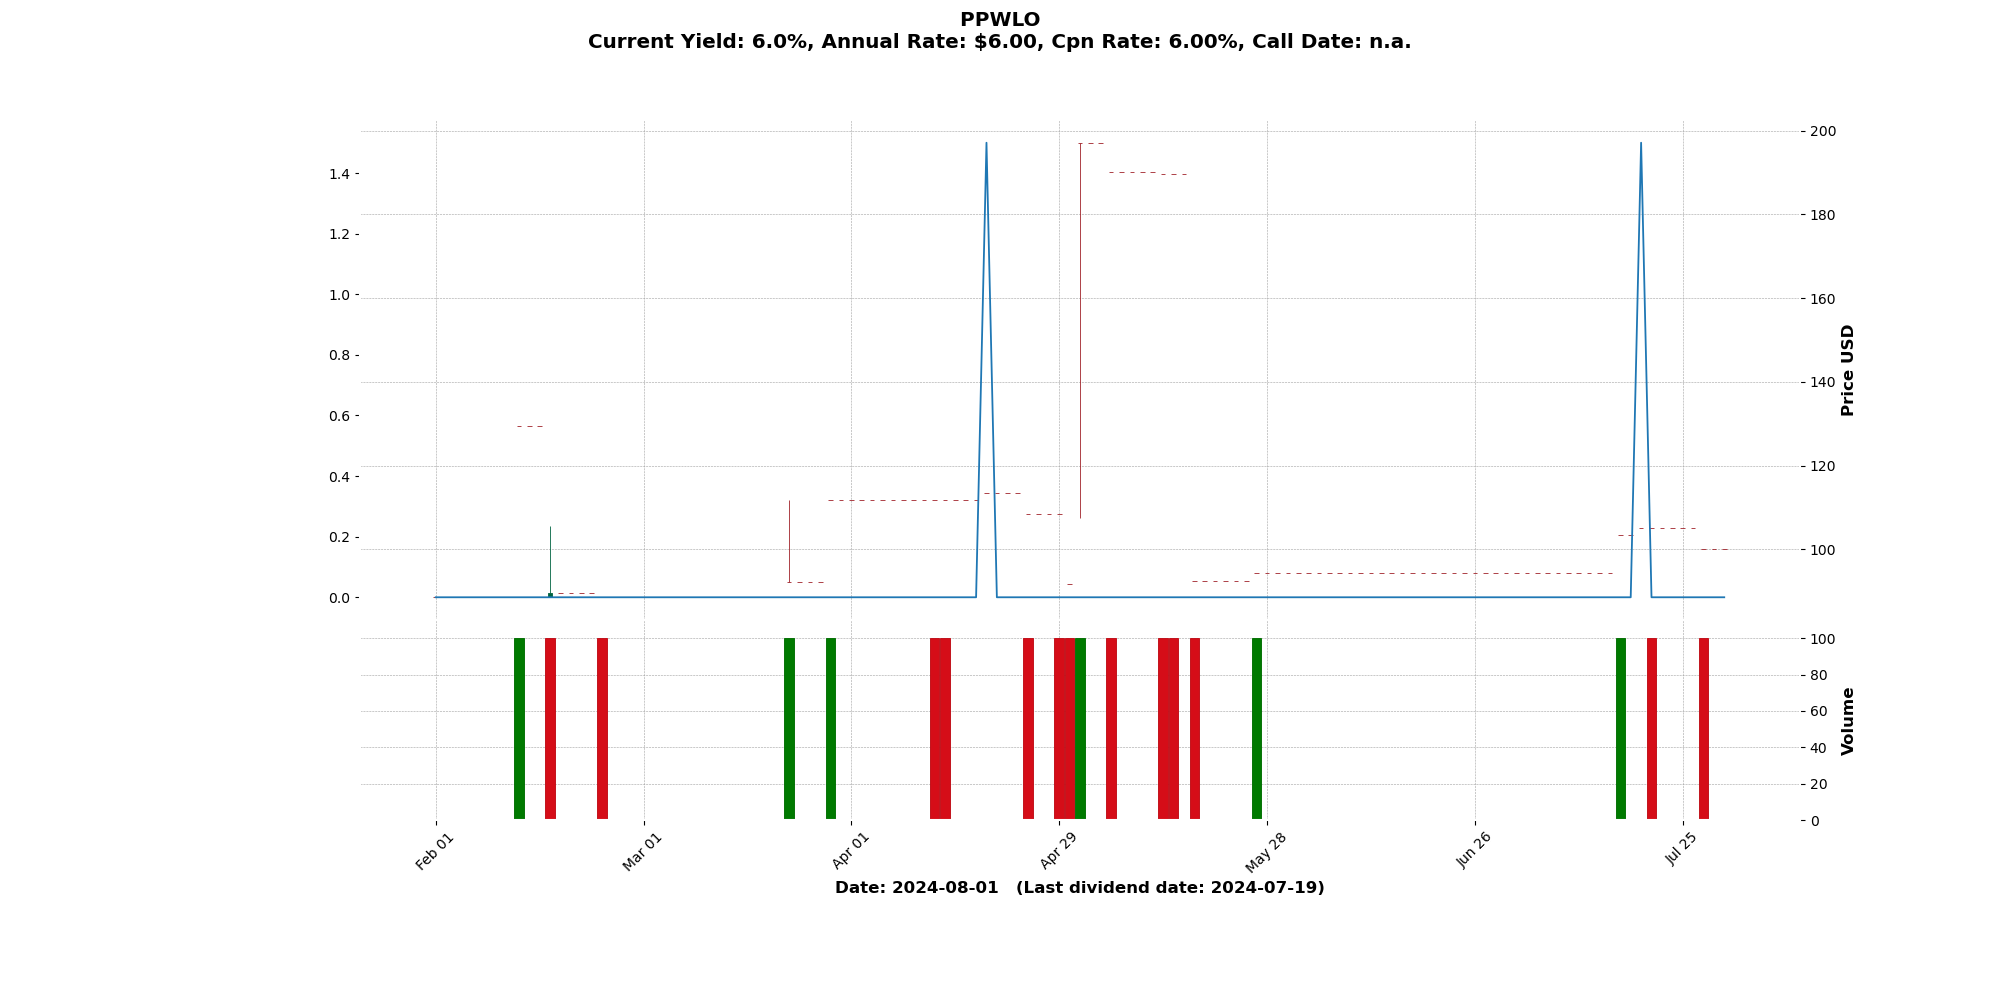 PPWLO
Current Yield: 6.0%, Annual Rate: $6.00, Cpn Rate: 6.00%, Call Date: n.a.
1.4
1.2
1.0
0.8
0.6
0.4
0.2
0.0
200
180
160
140
120
100
Price USD
100
80
60
40
20
0
Volume
Feb 01
Mar 01
Apr 01
Apr 29
May 28
Jun 26
Jul 25
Date: 2024-08-01 (Last dividend date: 2024-07-19)